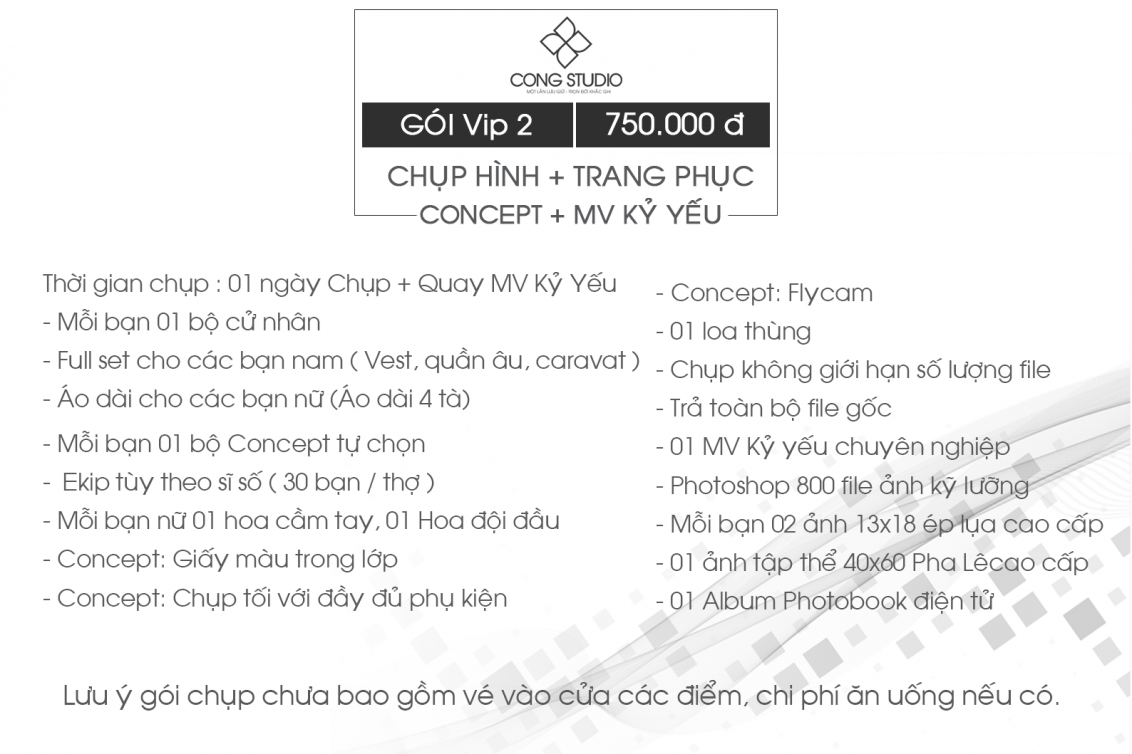 CONG STUDIO
MỘT LẦN LƯU GIỮ - TRỌN ĐỜI KHẮC GHI
GÓI Vip 2 750.000 đ
CHỤP HÌNH + TRANG PHỤC
CONCEPT + MV KỶ YẾU
Thời gian chụp : 01 ngày Chụp + Quay MV Kỷ Yếu
- Mỗi bạn 01 bộ cử nhân
- Full set cho các bạn nam ( Vest, quần âu, caravat )
- Áo dài cho các bạn nữ (Áo dài 4 tà)
- Mỗi bạn 01 bộ Concept tự chọn
- Ekip tùy theo sĩ số ( 30 bạn / thợ )
- Mỗi bạn nữ 01 hoa cầm tay, 01 Hoa đội đầu
- Concept: Giấy màu trong lớp
- Concept: Chụp tối với đầy đủ phụ kiện
- Concept: Flycam
- 01 loa thùng
- Chụp không giới hạn số lượng file
- Trả toàn bộ file gốc
- 01 MV Kỷ yếu chuyên nghiệp
- Photoshop 800 file ảnh kỹ lưỡng
- Mỗi bạn 02 ảnh 13x18 ép lụa cao cấp
- 01 ảnh tập thể 40x60 Pha Lêcao cấp
- 01 Album Photobook điện tử
Lưu ý gói chụp chưa bao gồm vé vào cửa các điểm, chi phí ăn uống nếu có.